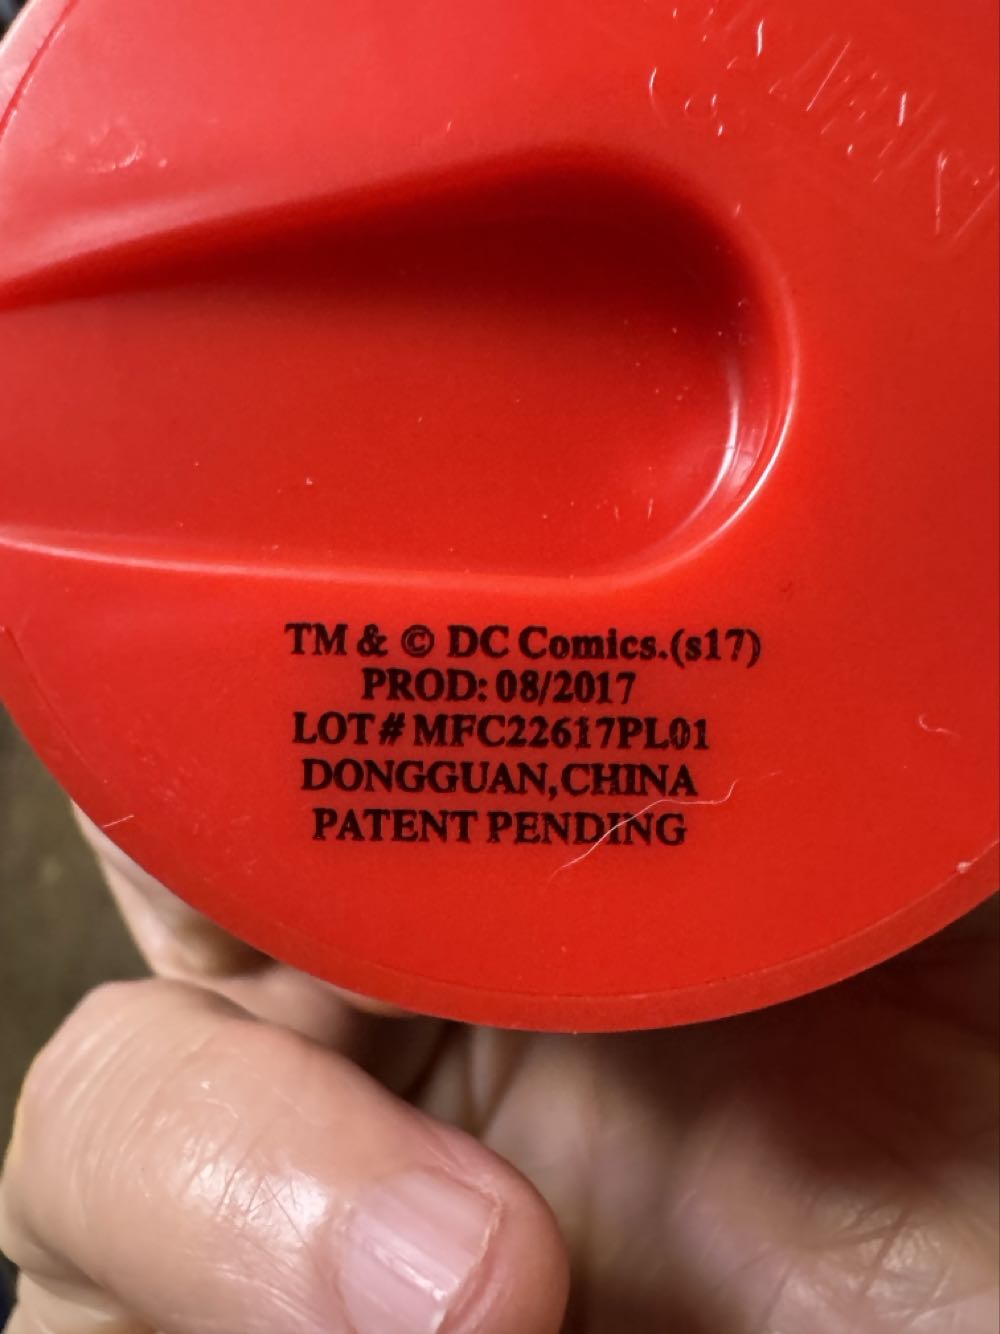 TM & © DC Comics.(s17)
PROD: 08/2017
LOT# MFC22617PL01
DONGGUAN,CHINA
PATENT PENDING